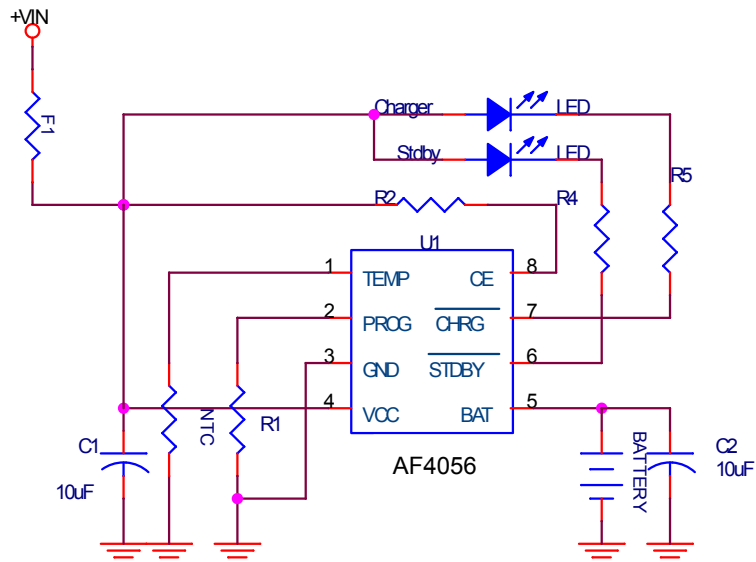 +VIN
F1
Charger
LED
Stdby
LED
R2
R4
R5
U1
1
TEMP
CE
8
2
PROG
CHRG
7
3
GND
STDBY
6
4
VCC
BAT
5
NTC
R1
C1
10uF
AF4056
BATTERY
C2
10uF